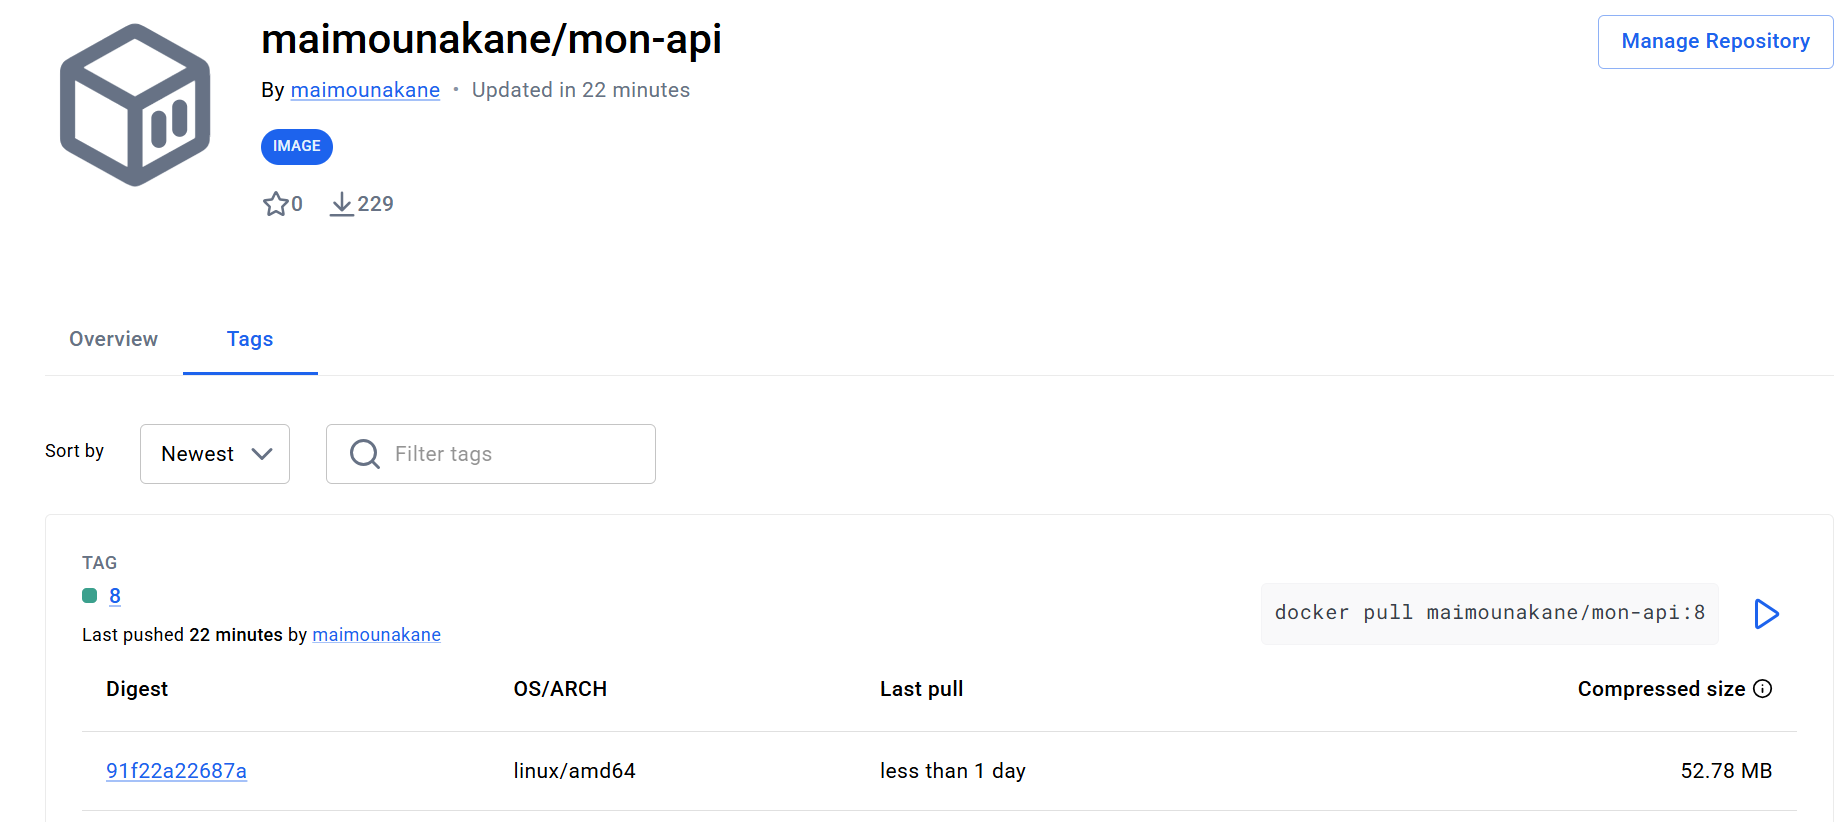 maimounakane/mon-api
Manage Repository
By maimounakane • Updated in 22 minutes
IMAGE
0 229
Overview Tags
Sort by Newest Filter tags
TAG
8
docker pull maimounakane/mon-api:8
Last pushed 22 minutes by maimounakane
Digest OS/ARCH Last pull Compressed size
91f22a22687a linux/amd64 less than 1 day 52.78 MB